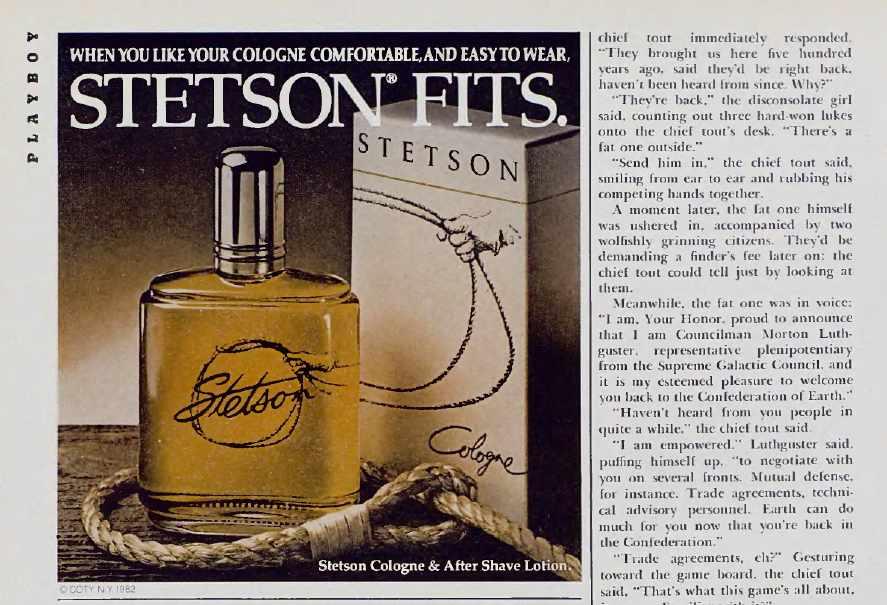 PLAYBOY
WHEN YOU LIKE YOUR COLOGNE COMFORTABLE, AND EASY TO WEAR,
STETSON® FITS.
STETSON
Stetson
Cologne
Stetson Cologne & After Shave Lotion.
© COTY N.Y. 1982
chief tout immediately responded.
"They brought us here five hundred
years ago, said they'd be right back,
haven't been heard from since. Why?"
"They're back," the disconsolate girl
said, counting out three hard-won lukes
onto the chief tout's desk. "There's a
fat one outside."
"Send him in," the chief tout said,
smiling from ear to ear and rubbing his
competing hands together.
A moment later, the fat one himself
was ushered in, accompanied by two
wolfishly grinning citizens. They'd be
demanding a finder's fee later on: the
chief tout could tell just by looking at
them.
Meanwhile, the fat one was in voice:
"I am, Your Honor, proud to announce
that I am Councilman Morton Luth-
guster, representative plenipotentiary
from the Supreme Galactic Council, and
it is my esteemed pleasure to welcome
you back to the Confederation of Earth."
"Haven't heard from you people in
quite a while," the chief tout said.
"I am empowered," Luthguster said,
puffing himself up, "to negotiate with
you on several fronts. Mutual defense,
for instance. Trade agreements, techni-
cal advisory personnel. Earth can do
much for you now that you're back in
the Confederation."
"Trade agreements, eh?" Gesturing
toward the game board, the chief tout
said, "That's what this game's all about,